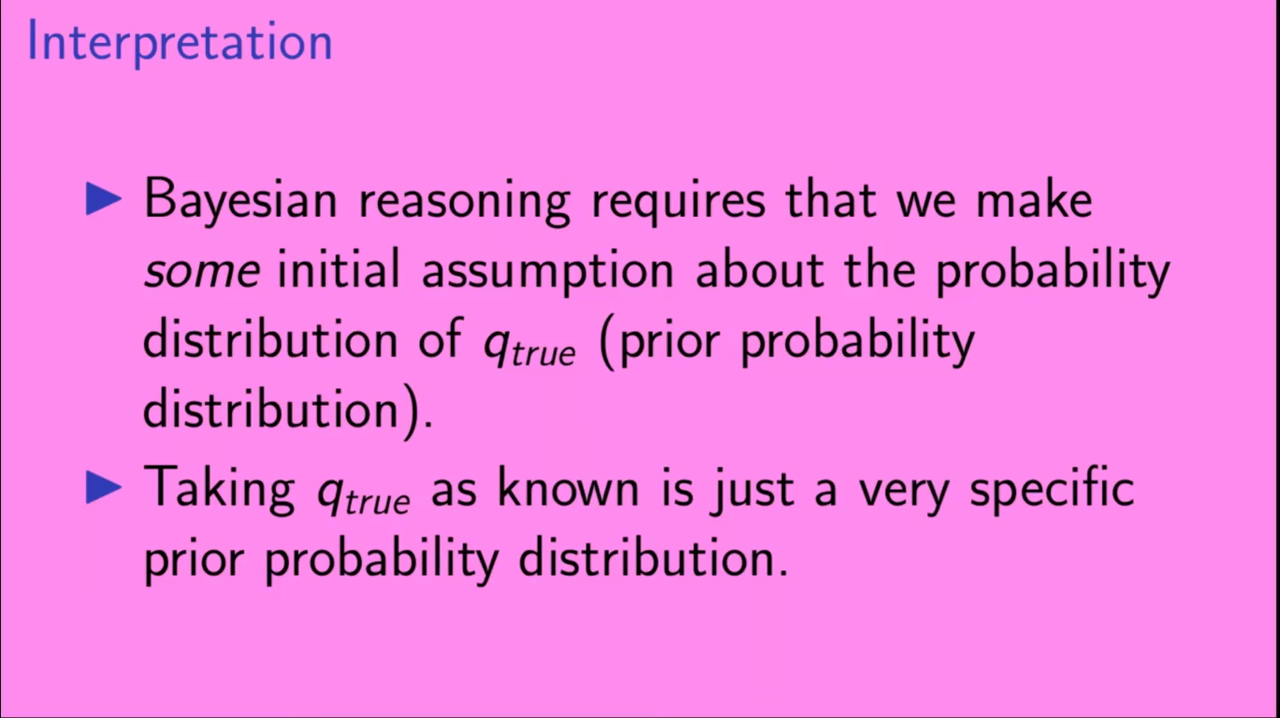 Interpretation
▶ Bayesian reasoning requires that we make
some initial assumption about the probability
distribution of q_true (prior probability
distribution).
▶ Taking q_true as known is just a very specific
prior probability distribution.